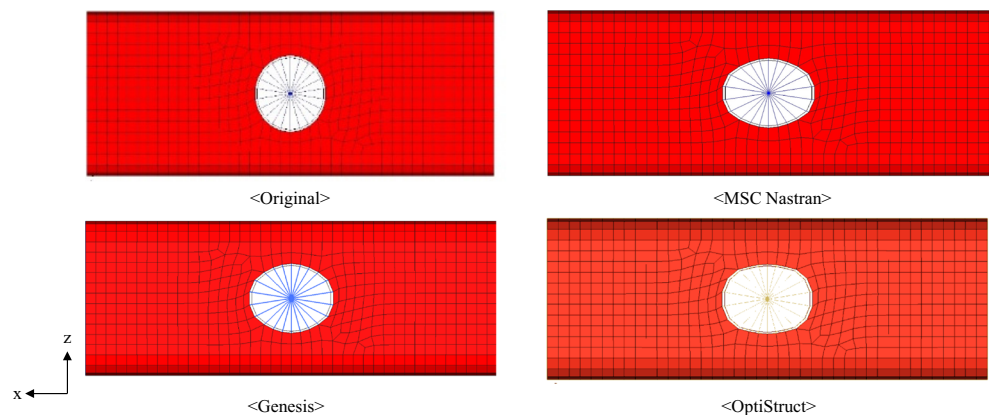 <Original>
<MSC Nastran>
<Genesis>
<OptiStruct>
z
x